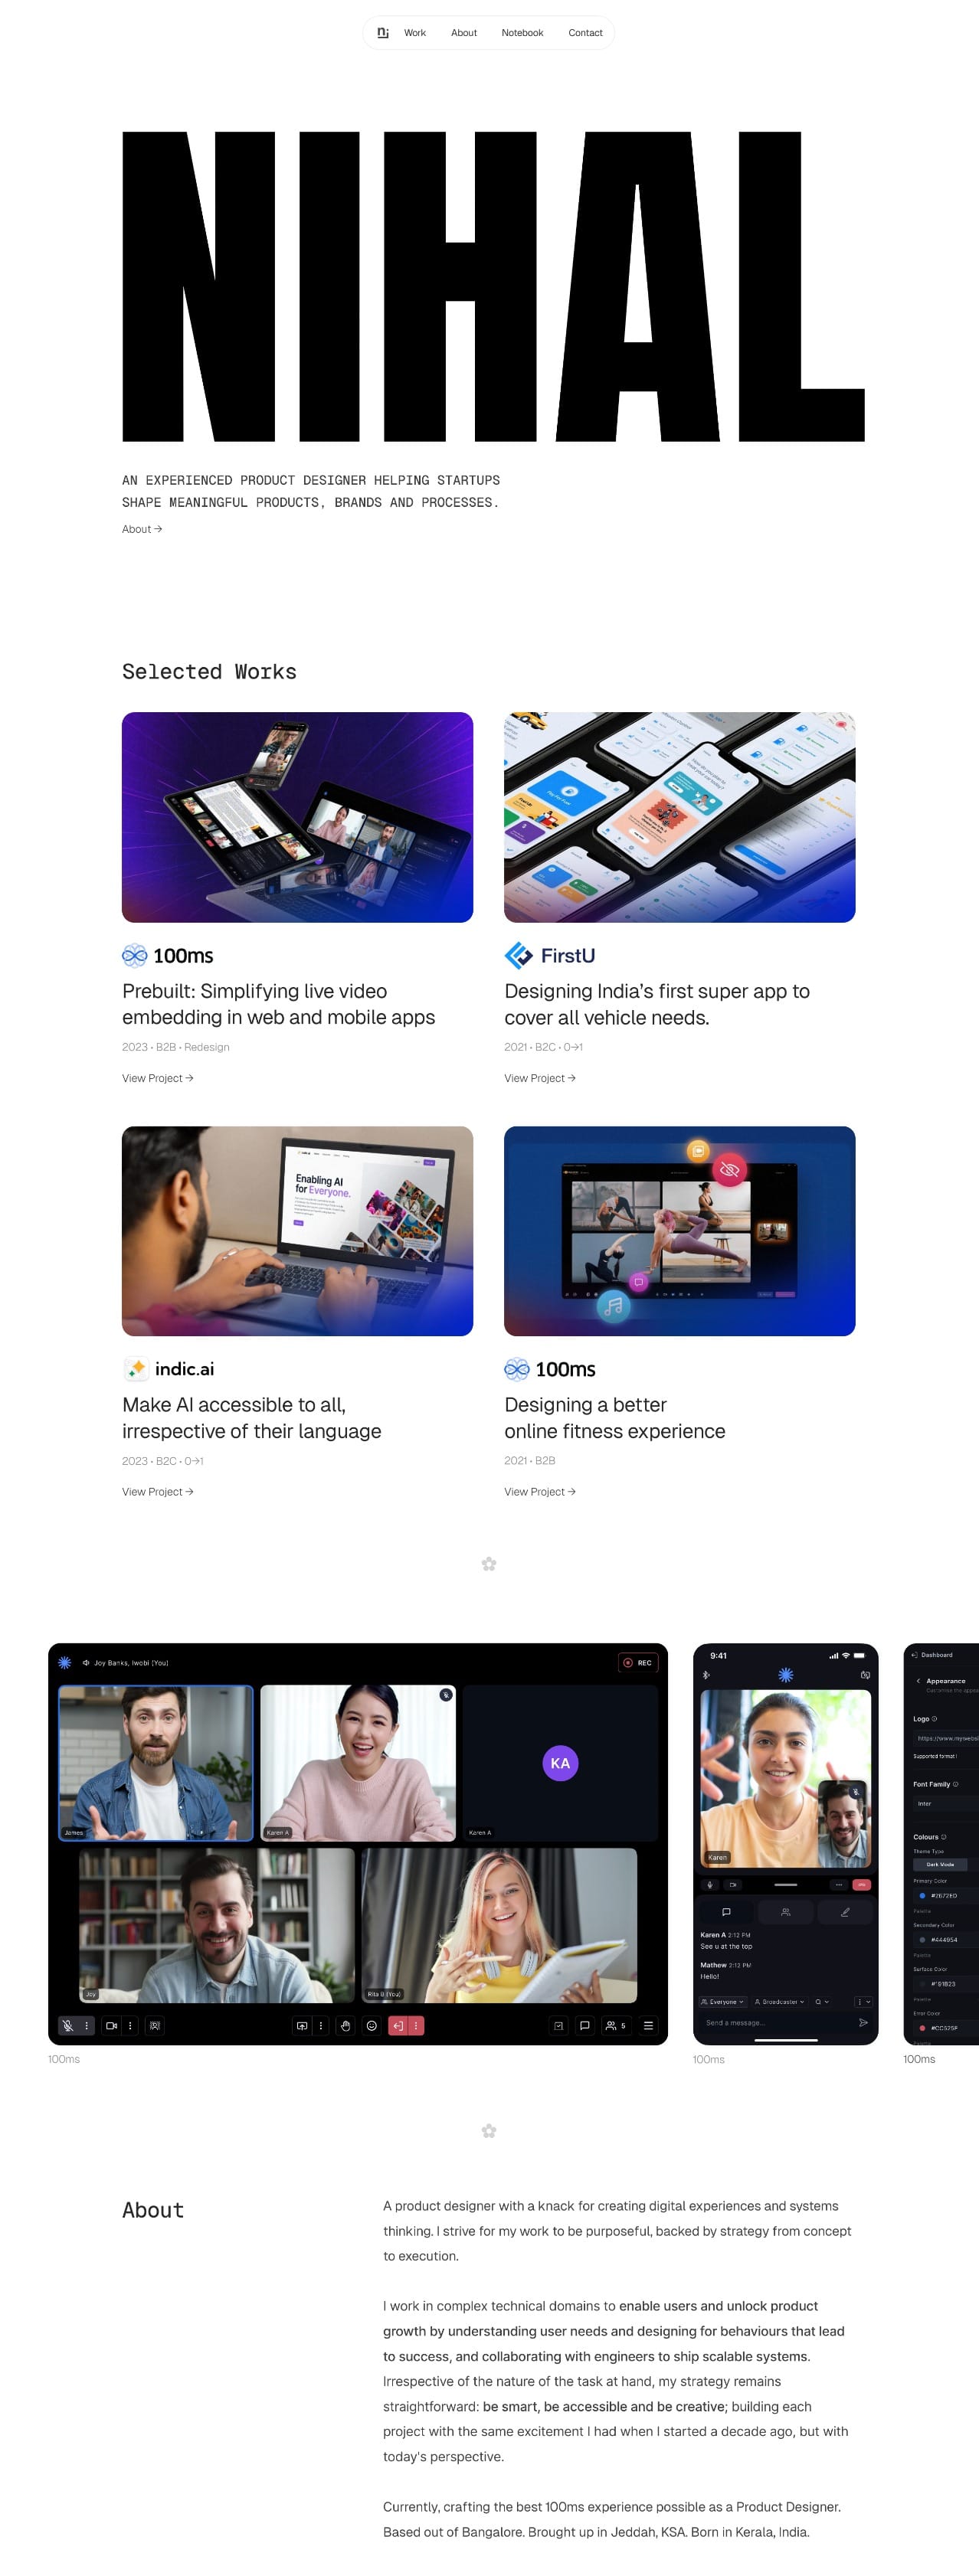 nj Work About Notebook Contact
NIHAL
AN EXPERIENCED PRODUCT DESIGNER HELPING STARTUPS
SHAPE MEANINGFUL PRODUCTS, BRANDS AND PROCESSES.
About →
Selected Works
100ms
Prebuilt: Simplifying live video
embedding in web and mobile apps
2023 • B2B • Redesign
View Project →
FirstU
Designing India’s first super app to
cover all vehicle needs.
2021 • B2C • 0→1
View Project →
Enabling AI
for Everyone.
indic.ai
Make AI accessible to all,
irrespective of their language
2023 • B2C • 0→1
View Project →
100ms
Designing a better
online fitness experience
2021 • B2B
View Project →
Joy Banks, Iwobi (You)
REC
James
Karen A
KA
Karen A
Joy
Rita B (You)
5
100ms
9:41
Karen
Karen A 2:12 PM
See u at the top
Mathew 2:12 PM
Hello!
Everyone Broadcaster
Send a message...
100ms
Dashboard
Appearance
Logo
https://www.mywebsi
Supported format
Font Family
Inter
Colours
Theme Type
Dark Mode
Primary Color
#2672ED
Palette
Secondary Color
#444954
Palette
Surface Color
#191B23
Palette
Error Color
#CC525F
Palette
100ms
About
A product designer with a knack for creating digital experiences and systems
thinking. I strive for my work to be purposeful, backed by strategy from concept
to execution.
I work in complex technical domains to enable users and unlock product
growth by understanding user needs and designing for behaviours that lead
to success, and collaborating with engineers to ship scalable systems.
Irrespective of the nature of the task at hand, my strategy remains
straightforward: be smart, be accessible and be creative; building each
project with the same excitement I had when I started a decade ago, but with
today's perspective.
Currently, crafting the best 100ms experience possible as a Product Designer.
Based out of Bangalore. Brought up in Jeddah, KSA. Born in Kerala, India.